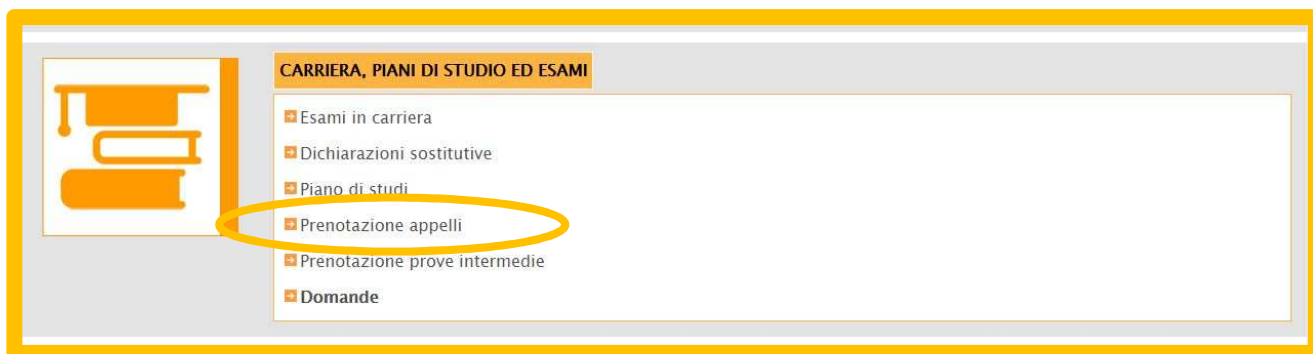 CARRIERA, PIANI DI STUDIO ED ESAMI
Esami in carriera
Dichiarazioni sostitutive
Piano di studi
Prenotazione appelli
Prenotazione prove intermedie
Domande